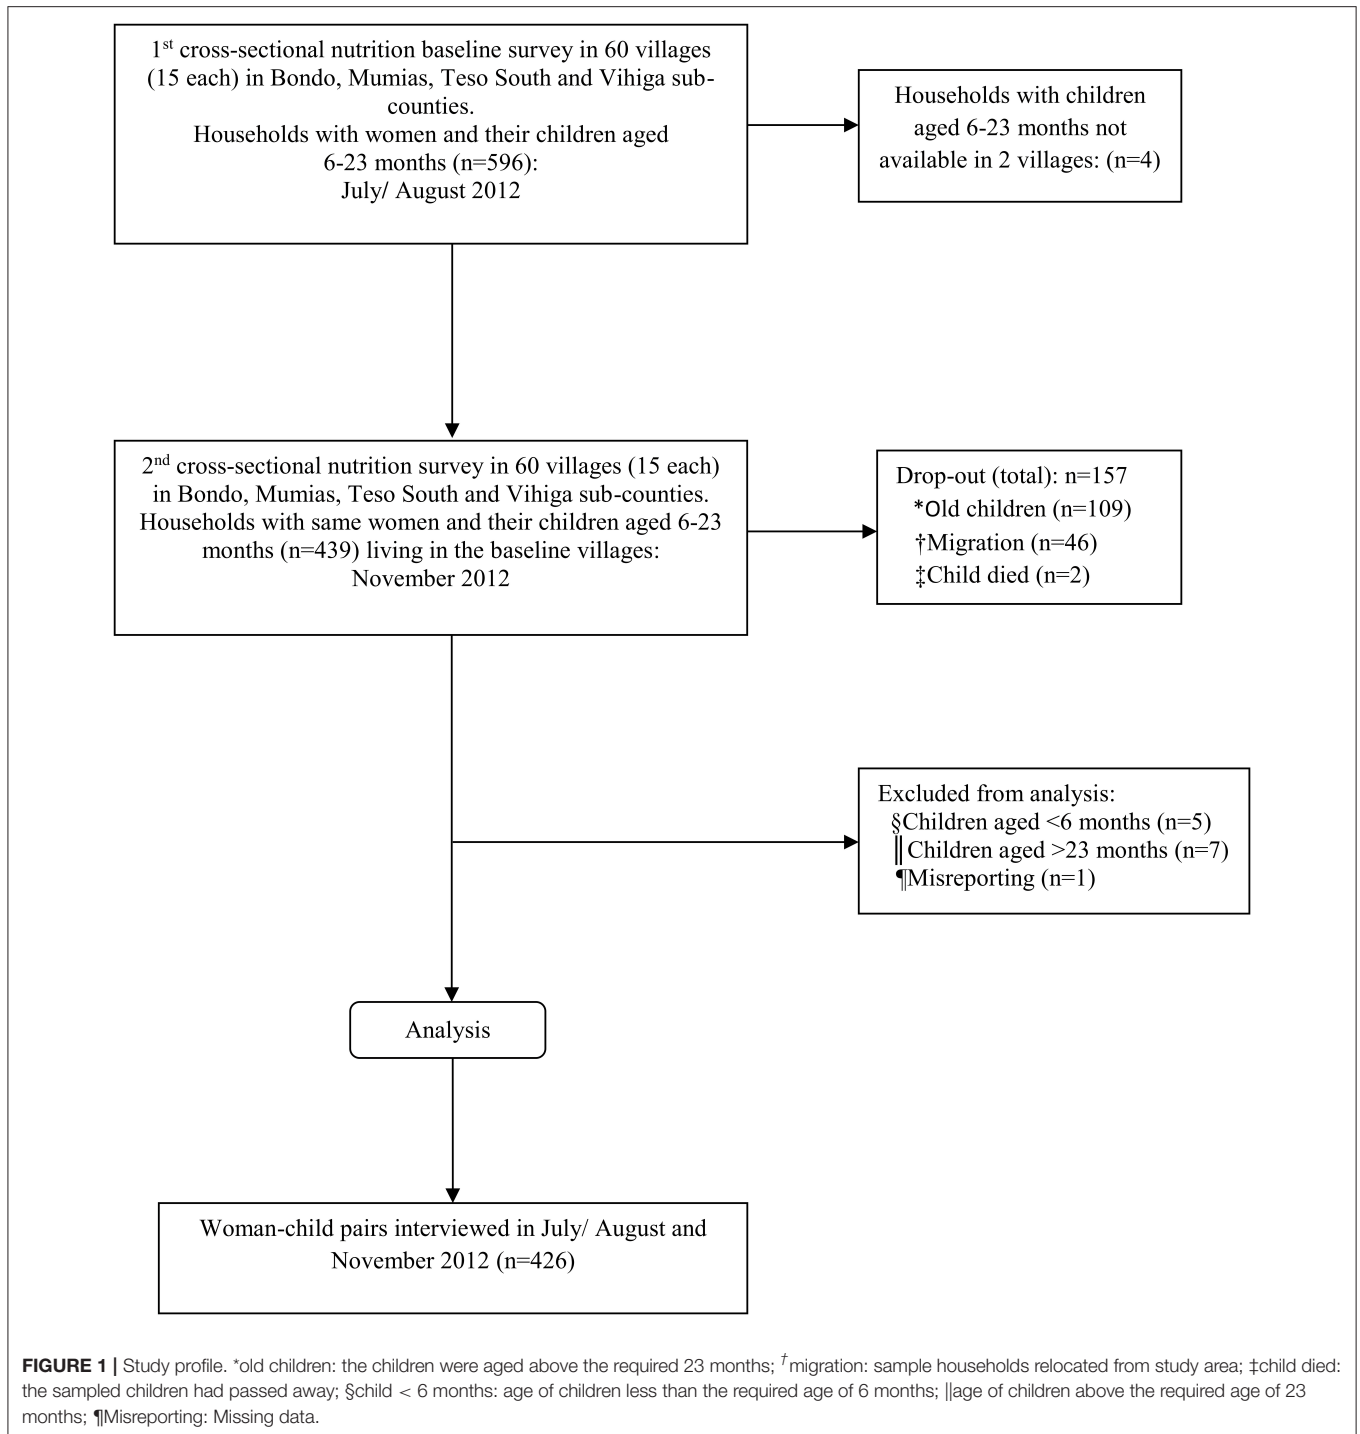 1st cross-sectional nutrition baseline survey in 60 villages
(15 each) in Bondo, Mumias, Teso South and Vihiga sub-
counties.
Households with women and their children aged
6-23 months (n=596):
July/ August 2012
Households with children
aged 6-23 months not
available in 2 villages: (n=4)
2nd cross-sectional nutrition survey in 60 villages (15 each)
in Bondo, Mumias, Teso South and Vihiga sub-counties.
Households with same women and their children aged 6-23
months (n=439) living in the baseline villages:
November 2012
Drop-out (total): n=157
*Old children (n=109)
†Migration (n=46)
‡Child died (n=2)
Excluded from analysis:
§Children aged <6 months (n=5)
‖Children aged >23 months (n=7)
¶Misreporting (n=1)
Analysis
Woman-child pairs interviewed in July/ August and
November 2012 (n=426)
FIGURE 1 | Study profile. *old children: the children were aged above the required 23 months; †migration: sample households relocated from study area; ‡child died:
the sampled children had passed away; §child < 6 months: age of children less than the required age of 6 months; ||age of children above the required age of 23
months; ¶Misreporting: Missing data.